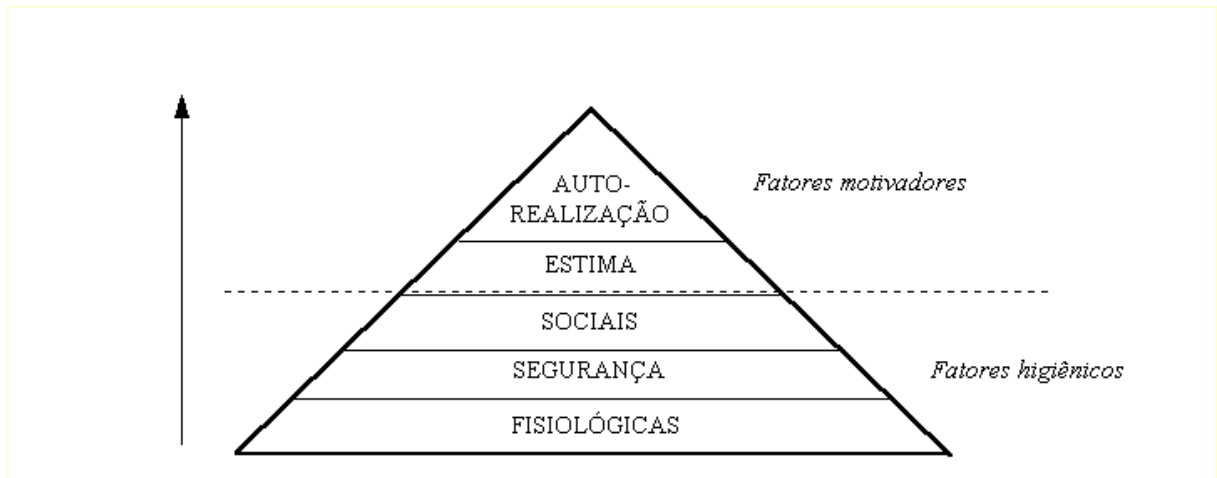 AUTO-
REALIZAÇÃO
Fatores motivadores
ESTIMA
SOCIAIS
SEGURANÇA
Fatores higiênicos
FISIOLÓGICAS